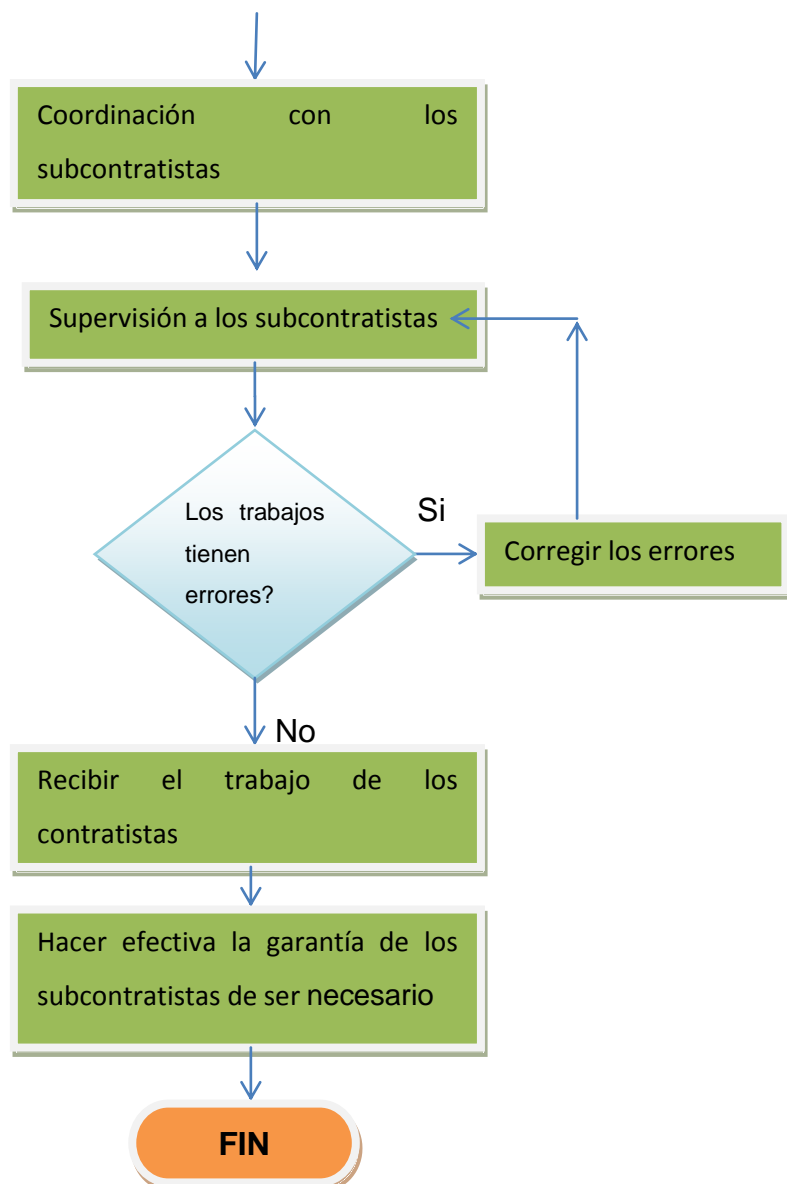 Coordinación con los
subcontratistas
Supervisión a los subcontratistas
Los trabajos
tienen
errores?
Si
Corregir los errores
No
Recibir el trabajo de los
contratistas
Hacer efectiva la garantía de los
subcontratistas de ser necesario
FIN